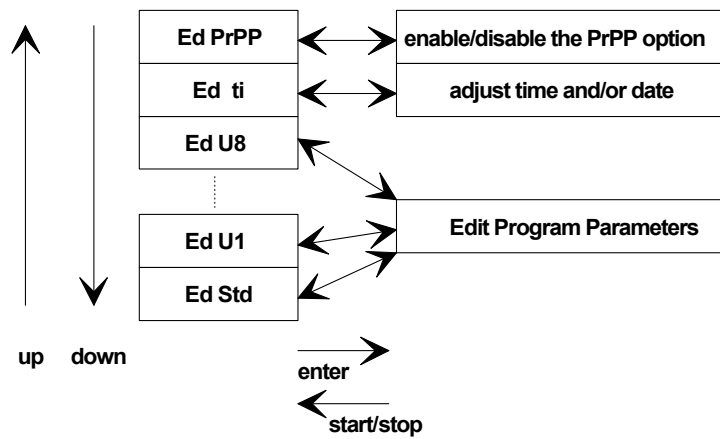 Ed PrPP
enable/disable the PrPP option
Ed ti
adjust time and/or date
Ed U8
Ed U1
Edit Program Parameters
Ed Std
up
down
enter
start/stop